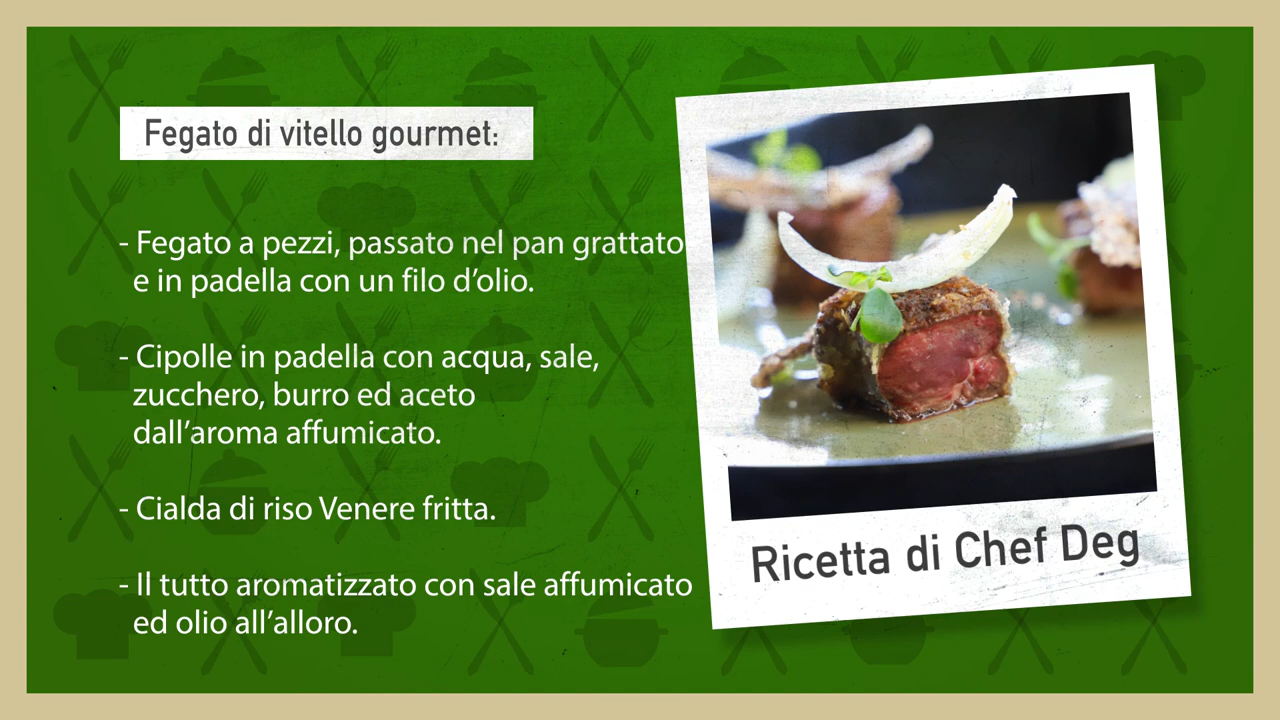 Fegato di vitello gourmet:
- Fegato a pezzi, passato nel pan grattato
e in padella con un filo d’olio.
- Cipolle in padella con acqua, sale,
zucchero, burro ed aceto
dall’aroma affumicato.
- Cialda di riso Venere fritta.
- Il tutto aromatizzato con sale affumicato
ed olio all’alloro.
Ricetta di Chef Deg